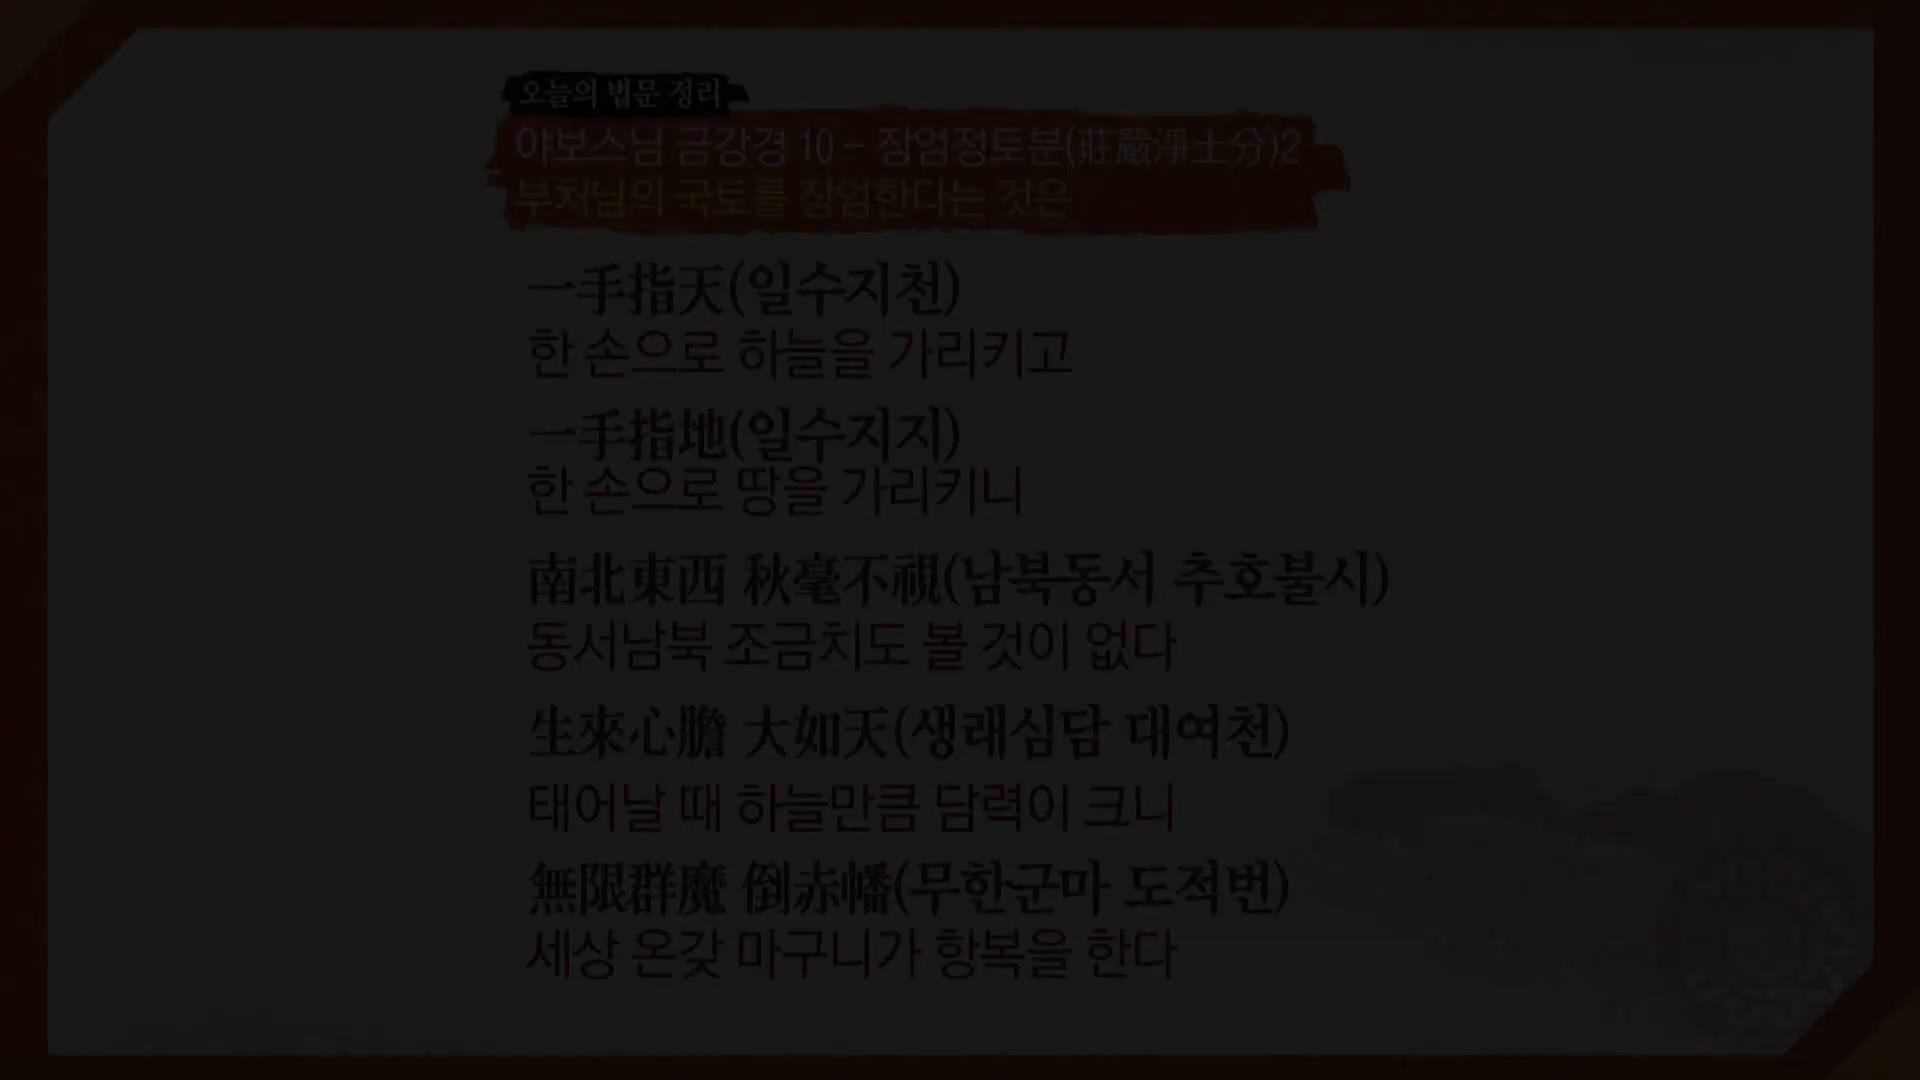 오늘의 법문 정리
야보스님 금강경 10 - 장엄정토분(莊嚴淨土分)2
부처님의 국토를 장엄한다는 것은
一手指天(일수지천)
한 손으로 하늘을 가리키고
一手指地(일수지지)
한 손으로 땅을 가리키니
南北東西 秋毫不視(남북동서 추호불시)
동서남북 조금치도 볼 것이 없다
生來心膽 大如天(생래심담 대여천)
태어날 때 하늘만큼 담력이 크니
無限群魔 倒赤幡(무한군마 도적번)
세상 온갖 마구니가 항복을 한다